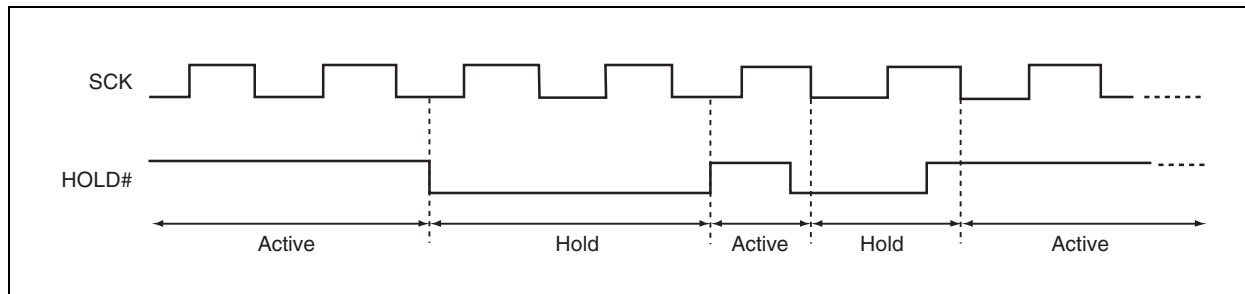 SCK
HOLD#
Active
Hold
Active
Hold
Active